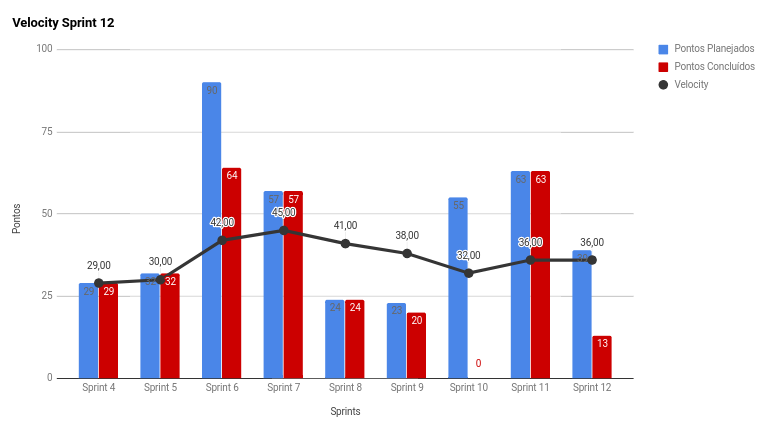 Velocity Sprint 12
Pontos Planejados
Pontos Concluídos
Velocity
100
75
50
25
0
Pontos
90
64
57
57
45,00
42,00
41,00
38,00
32,00
36,00
36,00
29,00
30,00
29
29
32
24
24
23
20
55
0
63
63
13
Sprint 4
Sprint 5
Sprint 6
Sprint 7
Sprint 8
Sprint 9
Sprint 10
Sprint 11
Sprint 12
Sprints